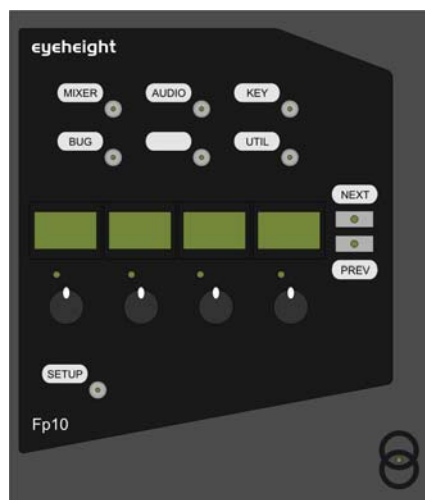 eyeheight
MIXER AUDIO KEY
BUG UTIL
NEXT
PREV
SETUP
Fp10